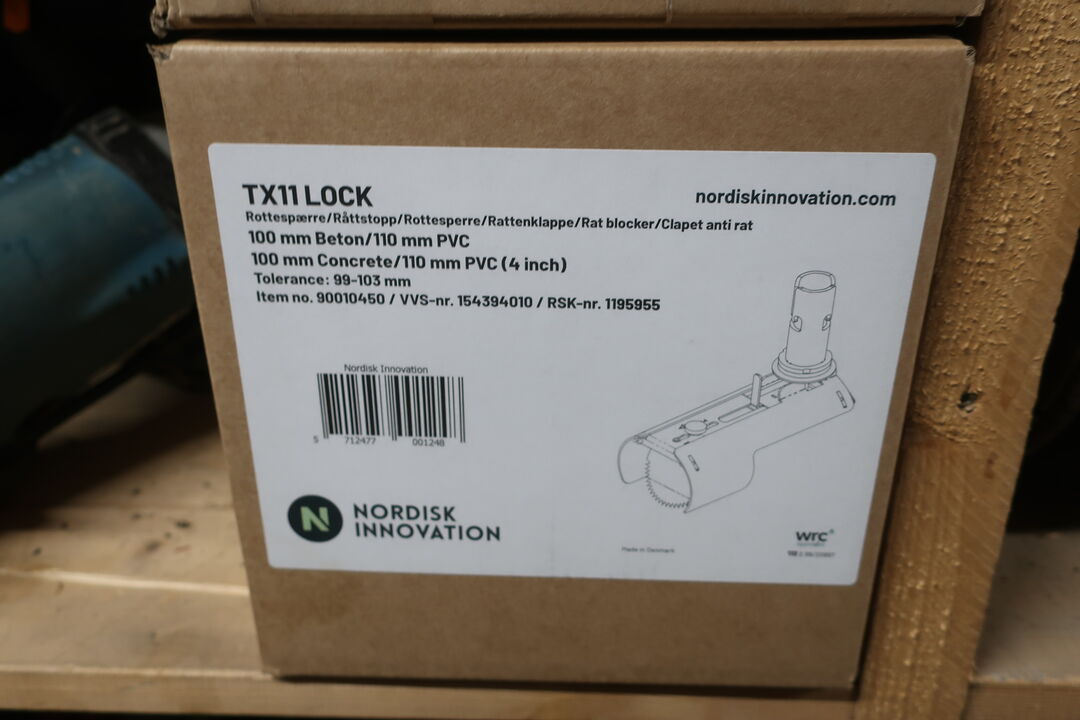 TX11 LOCK
nordiskinnovation.com
Rottespærre/Råttstopp/Rottesperre/Rattenklappe/Rat blocker/Clapet anti rat
100 mm Beton/110 mm PVC
100 mm Concrete/110 mm PVC (4 inch)
Tolerance: 99-103 mm
Item no. 90010450 / VVS-nr. 154394010 / RSK-nr. 1195955
Nordisk Innovation
5 712477 001248
N NORDISK
INNOVATION
Made in Denmark
wrc®